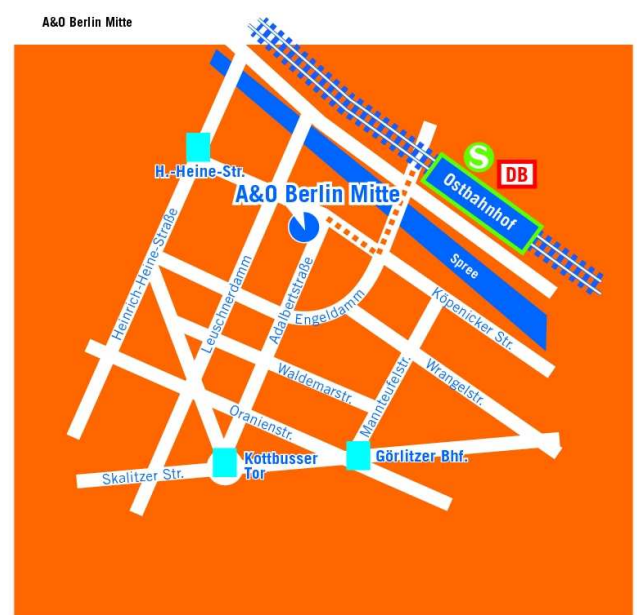 A&O Berlin Mitte
S
DB
Ostbahnhof
H.-Heine-Str.
A&O Berlin Mitte
Spree
Heinrich-Heine-Straße
Leuschnerdamm
Adalbertstraße
Engeldamm
Köpenicker Str.
Waldemarstr.
Wrangelstr.
Mannteufelstr.
Oranienstr.
Kottbusser
Tor
Görlitzer Bhf.
Skalitzer Str.